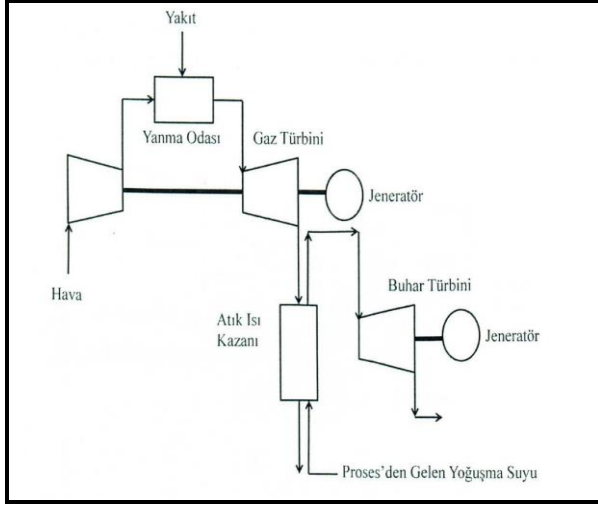 Yakıt
Yanma Odası
Gaz Türbini
Jeneratör
Hava
Buhar Türbini
Atık Isı
Kazanı
Jeneratör
Proses'den Gelen Yoğuşma Suyu